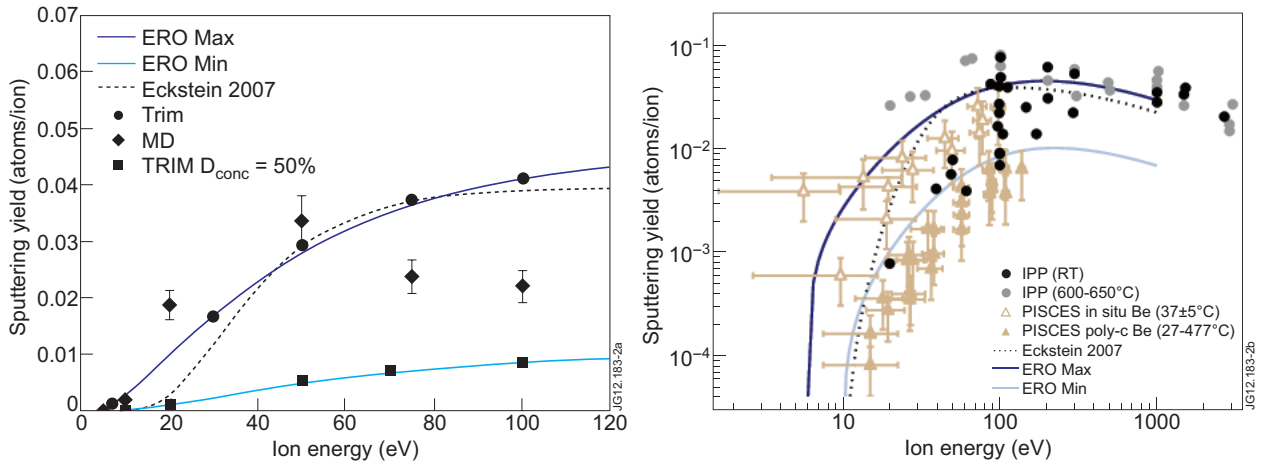 0.07
0.06
0.05
0.04
0.03
0.02
0.01
0
Sputtering yield (atoms/ion)
ERO Max
ERO Min
Eckstein 2007
Trim
MD
TRIM Dconc = 50%
0 20 40 60 80 100 120
Ion energy (eV)
JG12.183-2a
10–1
10–2
10–3
10–4
Sputtering yield (atoms/ion)
IPP (RT)
IPP (600-650°C)
PISCES in situ Be (37±5°C)
PISCES poly-c Be (27-477°C)
Eckstein 2007
ERO Max
ERO Min
10 100 1000
Ion energy (eV)
JG12.183-2b